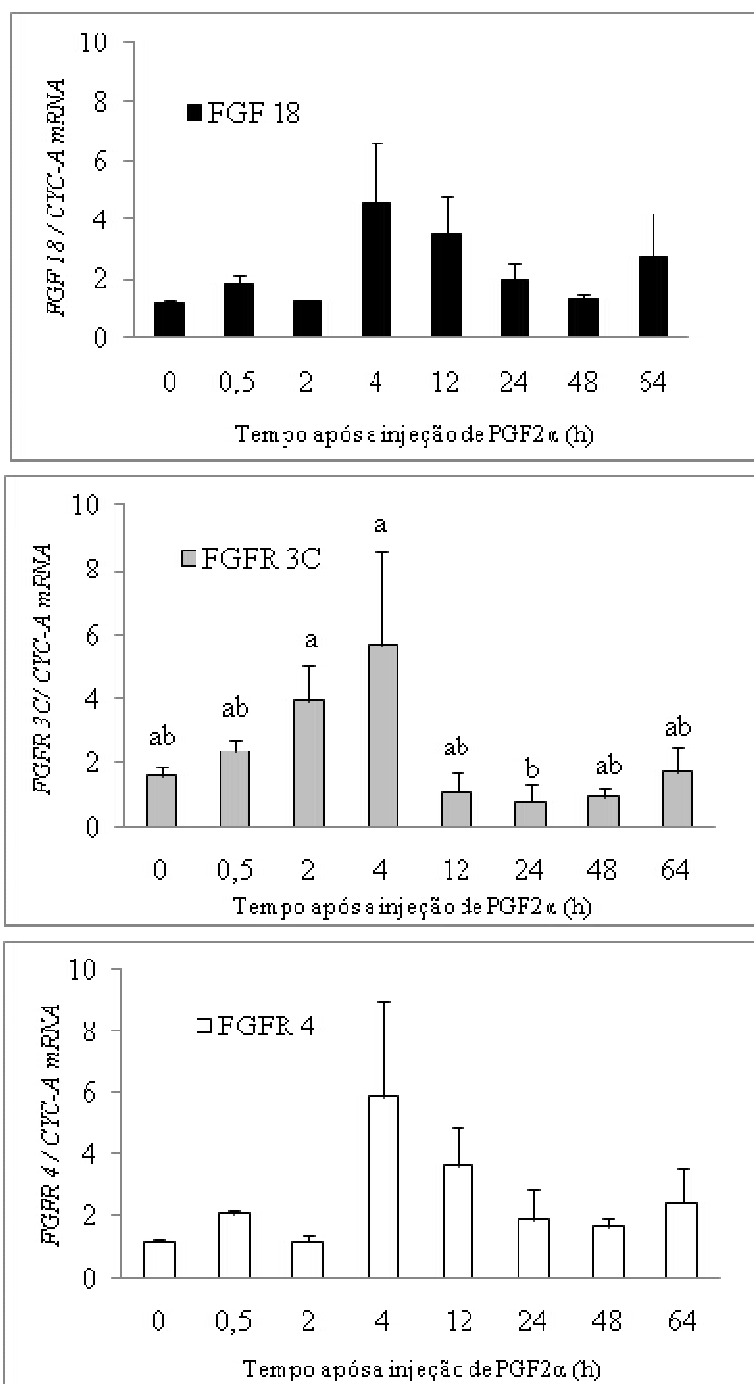 10
8
6
4
2
0
FGF 18 / CYC-A mRNA
FGF 18
0 0,5 2 4 12 24 48 64
Tempo após a injeção de PGF2α (h)
10
8
6
4
2
0
FGFR 3C/ CYC-A mRNA
FGFR 3C
ab ab a a ab b ab ab
0 0,5 2 4 12 24 48 64
Tempo após a injeção de PGF2α (h)
10
8
6
4
2
0
FGFR 4 / CYC-A mRNA
FGFR 4
0 0,5 2 4 12 24 48 64
Tempo após a injeção de PGF2α (h)